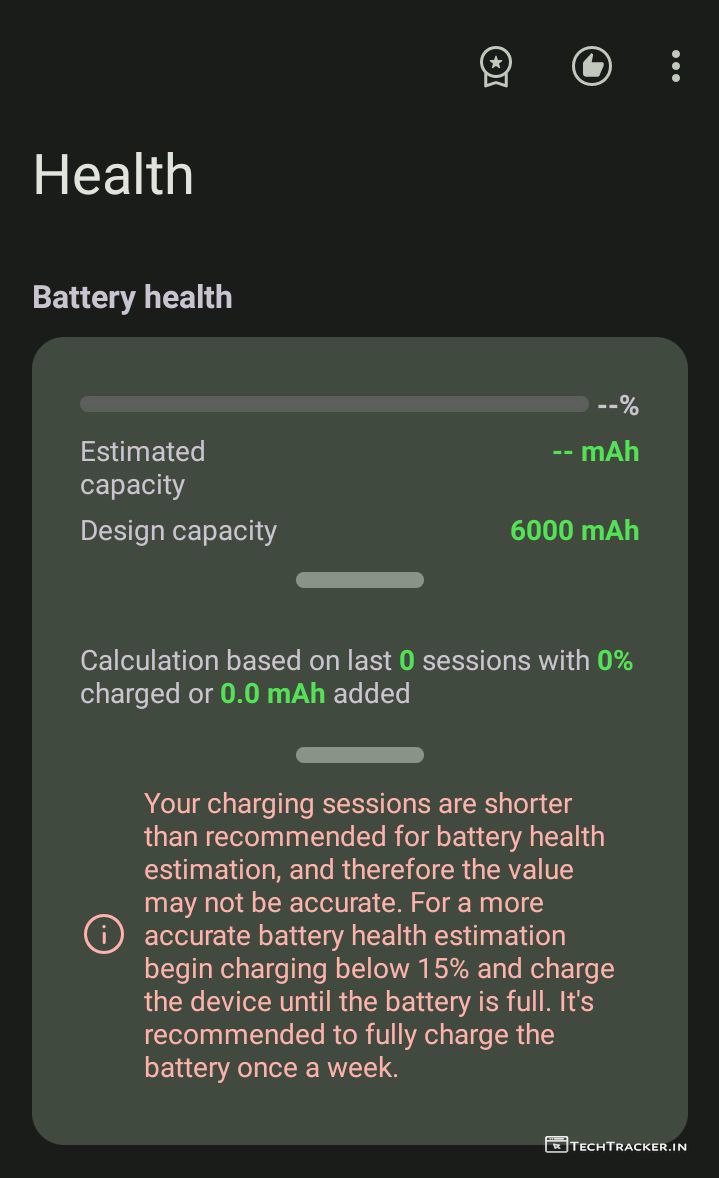 Health
Battery health
--%
Estimated
capacity
-- mAh
Design capacity
6000 mAh
Calculation based on last 0 sessions with 0%
charged or 0.0 mAh added
Your charging sessions are shorter
than recommended for battery health
estimation, and therefore the value
may not be accurate. For a more
accurate battery health estimation
begin charging below 15% and charge
the device until the battery is full. It's
recommended to fully charge the
battery once a week.
TECHTRACKER.IN